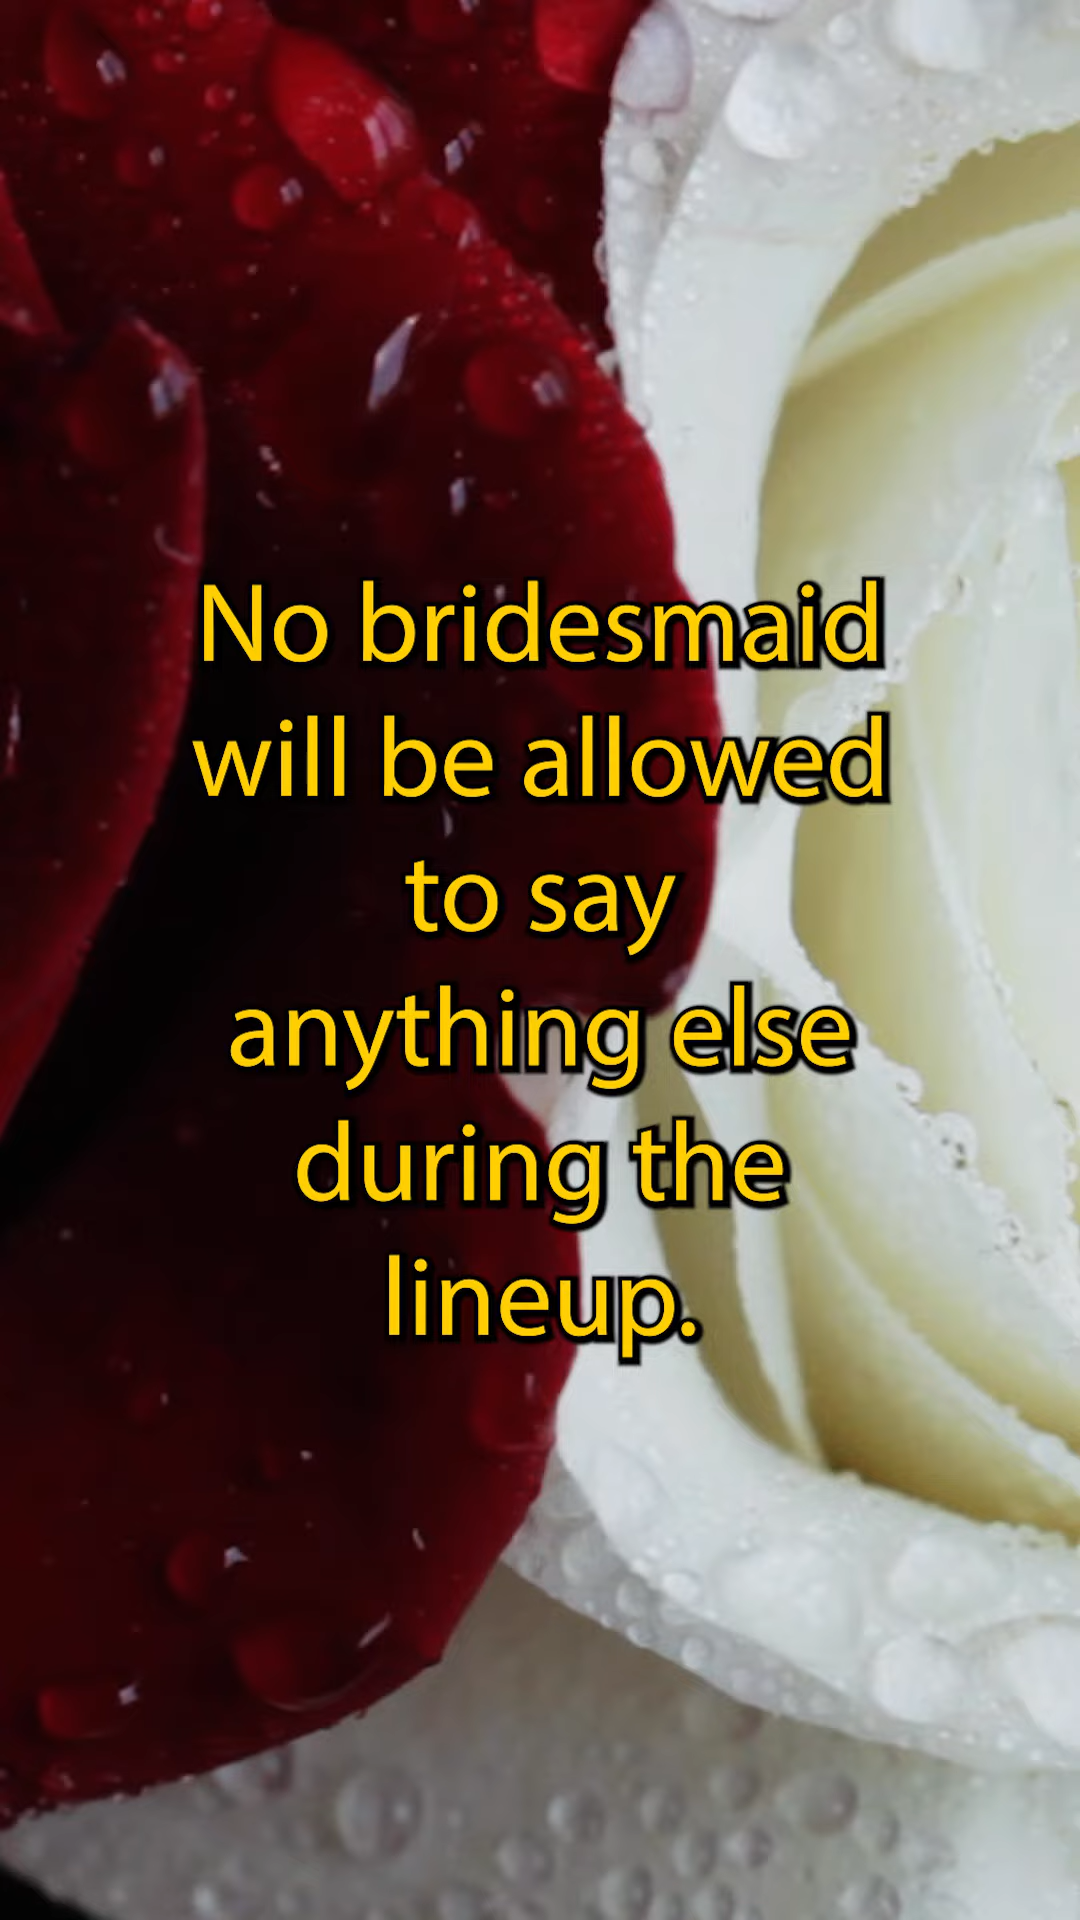 No bridesmaid
will be allowed
to say
anything else
during the
lineup.